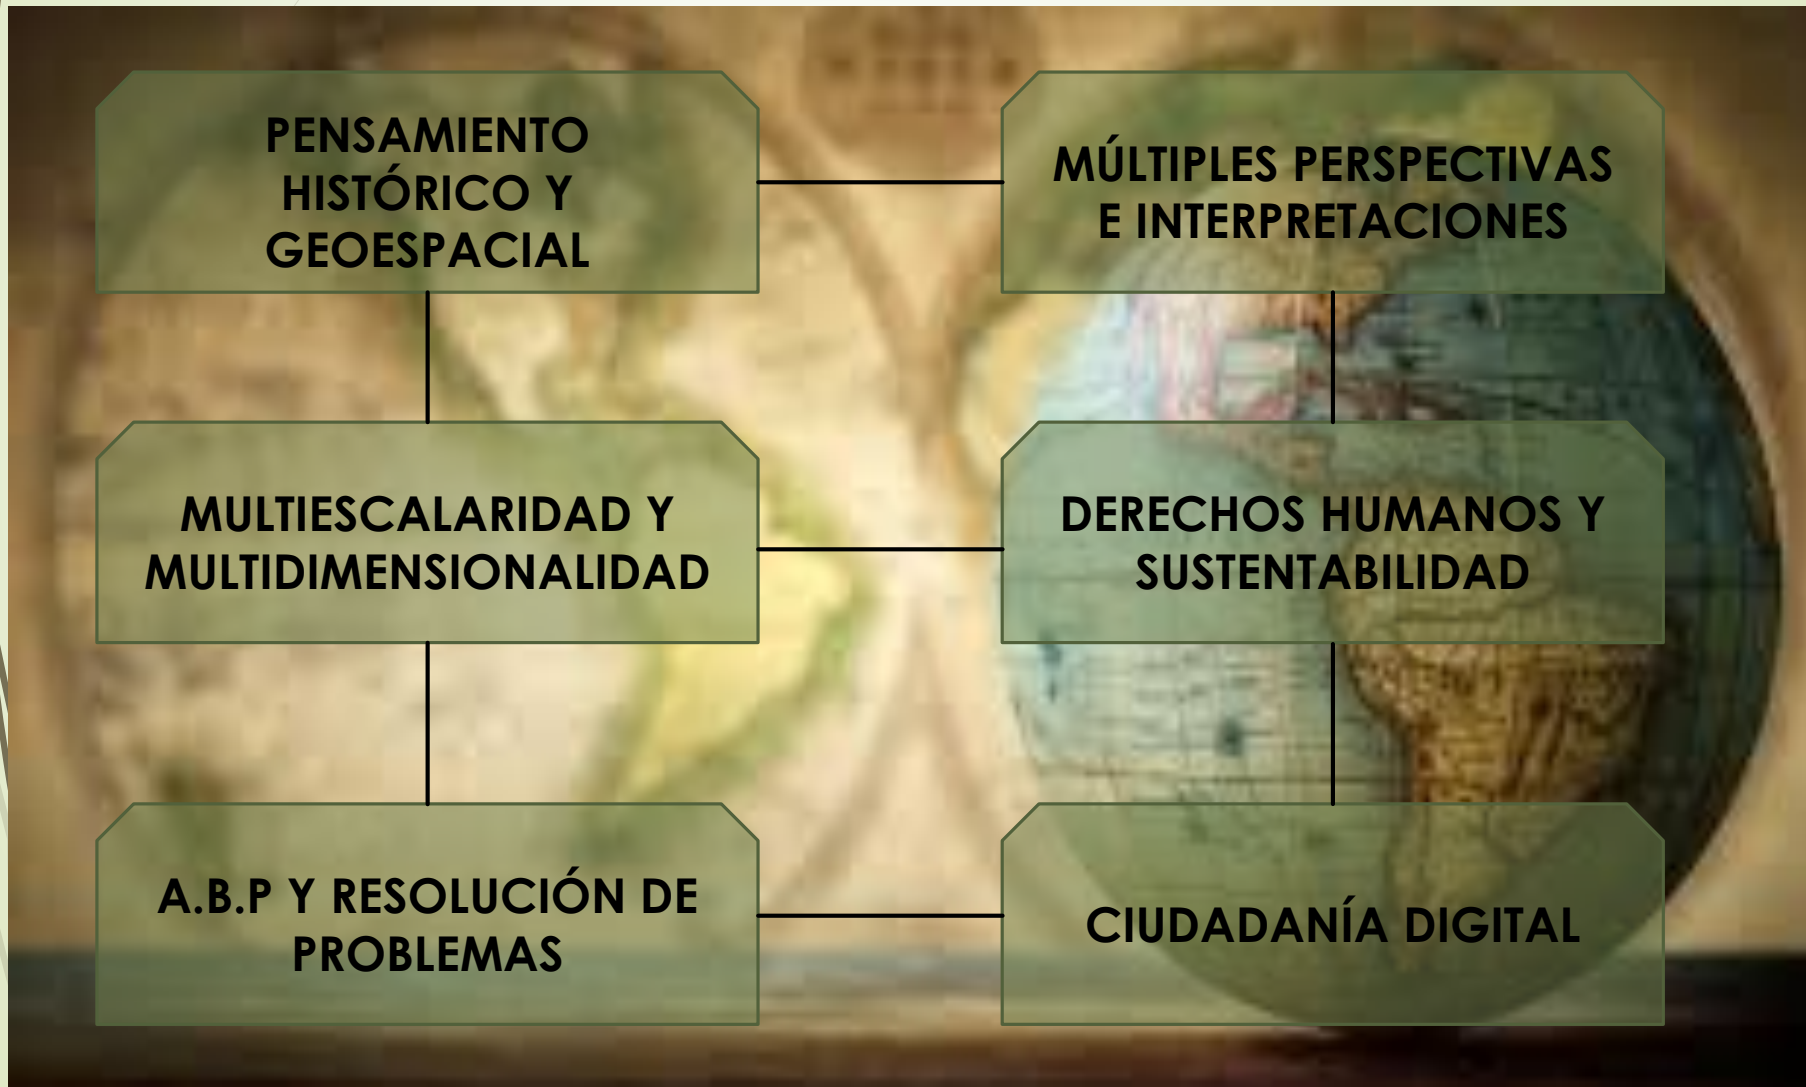 PENSAMIENTO
HISTÓRICO Y
GEOESPACIAL
MÚLTIPLES PERSPECTIVAS
E INTERPRETACIONES
MULTIESCALARIDAD Y
MULTIDIMENSIONALIDAD
DERECHOS HUMANOS Y
SUSTENTABILIDAD
A.B.P Y RESOLUCIÓN DE
PROBLEMAS
CIUDADANÍA DIGITAL